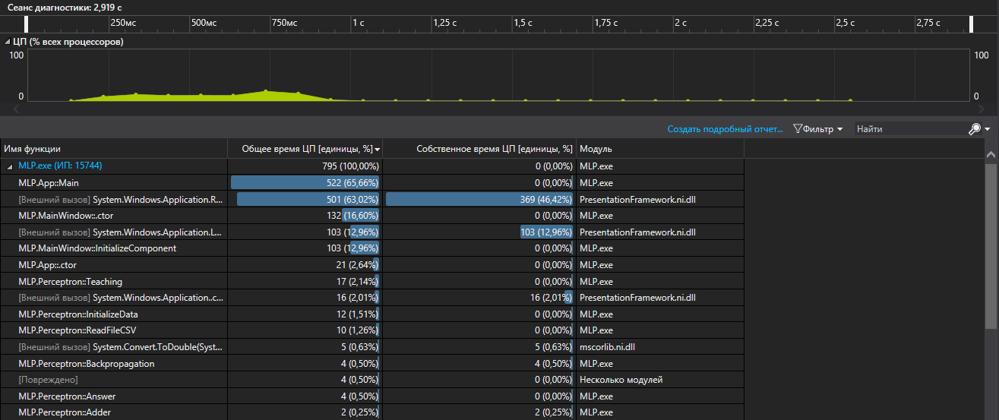 Сеанс диагностики: 2,919 с
250мс 500мс 750мс 1 с 1,25 с 1,5 с 1,75 с 2 с 2,25 с 2,5 с 2,75 с
ЦП (% всех процессоров)
100 100
0 0
Создать подробный отчет... Фильтр Найти
Имя функции Общее время ЦП [единицы, %] Собственное время ЦП [единицы, %] Модуль
MLP.exe (ИП: 15744) 795 (100,00%) 0 (0,00%) MLP.exe
MLP.App::Main 522 (65,66%) 0 (0,00%) MLP.exe
[Внешний вызов] System.Windows.Application.R... 501 (63,02%) 369 (46,42%) PresentationFramework.ni.dll
MLP.MainWindow::.ctor 132 (16,60%) 0 (0,00%) MLP.exe
[Внешний вызов] System.Windows.Application.L... 103 (12,96%) 103 (12,96%) PresentationFramework.ni.dll
MLP.MainWindow::InitializeComponent 103 (12,96%) 0 (0,00%) MLP.exe
MLP.App::.ctor 21 (2,64%) 0 (0,00%) MLP.exe
MLP.Perceptron::Teaching 17 (2,14%) 0 (0,00%) MLP.exe
[Внешний вызов] System.Windows.Application..c... 16 (2,01%) 16 (2,01%) PresentationFramework.ni.dll
MLP.Perceptron::InitializeData 12 (1,51%) 0 (0,00%) MLP.exe
MLP.Perceptron::ReadFileCSV 10 (1,26%) 0 (0,00%) MLP.exe
[Внешний вызов] System.Convert.ToDouble(Syst... 5 (0,63%) 5 (0,63%) mscorlib.ni.dll
MLP.Perceptron::Backpropagation 4 (0,50%) 4 (0,50%) MLP.exe
[Повреждено] 4 (0,50%) 0 (0,00%) Несколько модулей
MLP.Perceptron::Answer 4 (0,50%) 0 (0,00%) MLP.exe
MLP.Perceptron::Adder 2 (0,25%) 2 (0,25%) MLP.exe